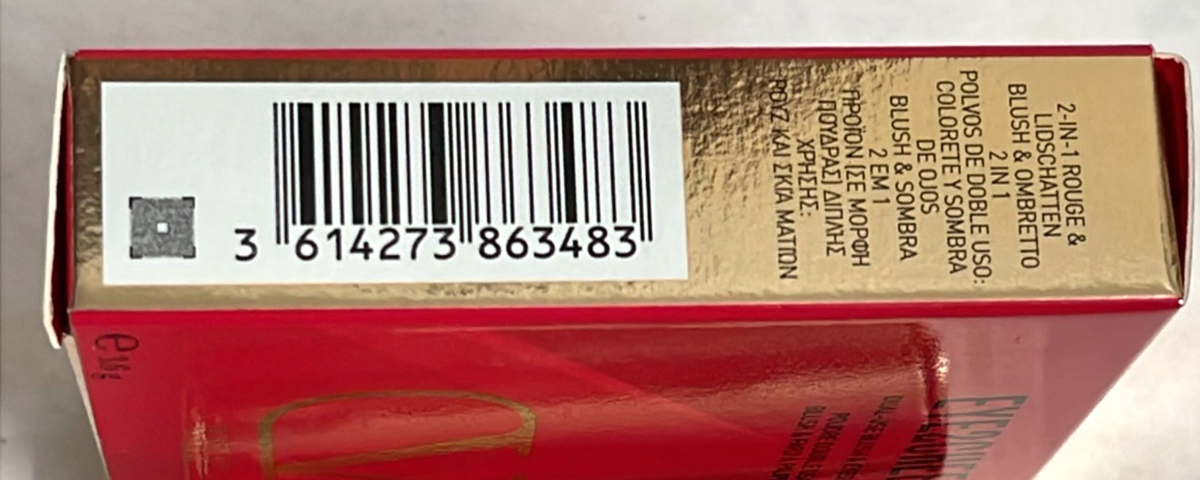 3 614273 863483
2-IN-1 ROUGE &
LIDSCHATTEN
BLUSH & OMBRETTO
2 IN 1
POLVOS DE DOBLE USO:
COLORETE Y SOMBRA
DE OJOS
BLUSH & SOMBRA
2 EM 1
ΠΡΟΪΟΝ (ΣΕ ΜΟΡΦΗ
ΠΟΥΔΡΑΣ) ΔΙΠΛΗΣ
ΧΡΗΣΗΣ:
ΡΟΥΖ ΚΑΙ ΣΚΙΑ ΜΑΤΙΩΝ